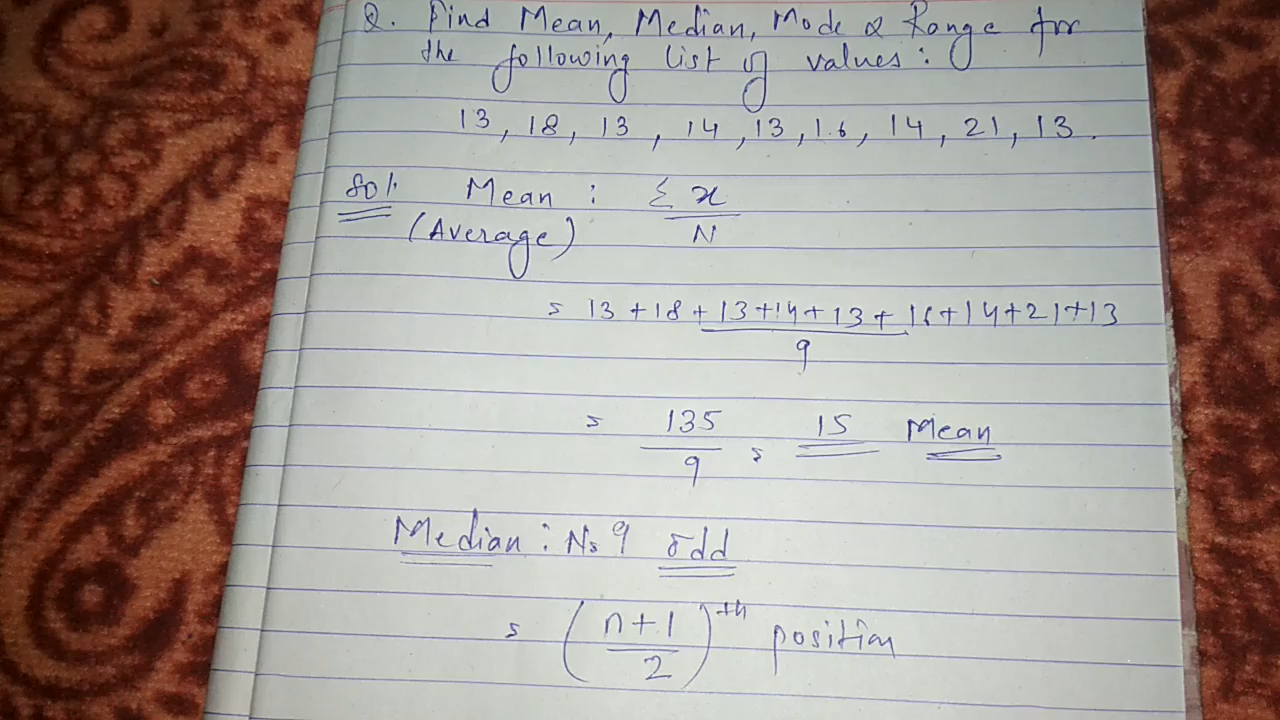 Q. Find Mean, Median, Mode & Range for
the following list of values:
13, 18, 13, 14, 13, 16, 14, 21, 13.
Sol. Mean : Σx
(Average) N
= 13+18+13+14+13+16+14+21+13
9
= 135 = 15 Mean
9
Median : N=9 odd
= (n+1)th position
2